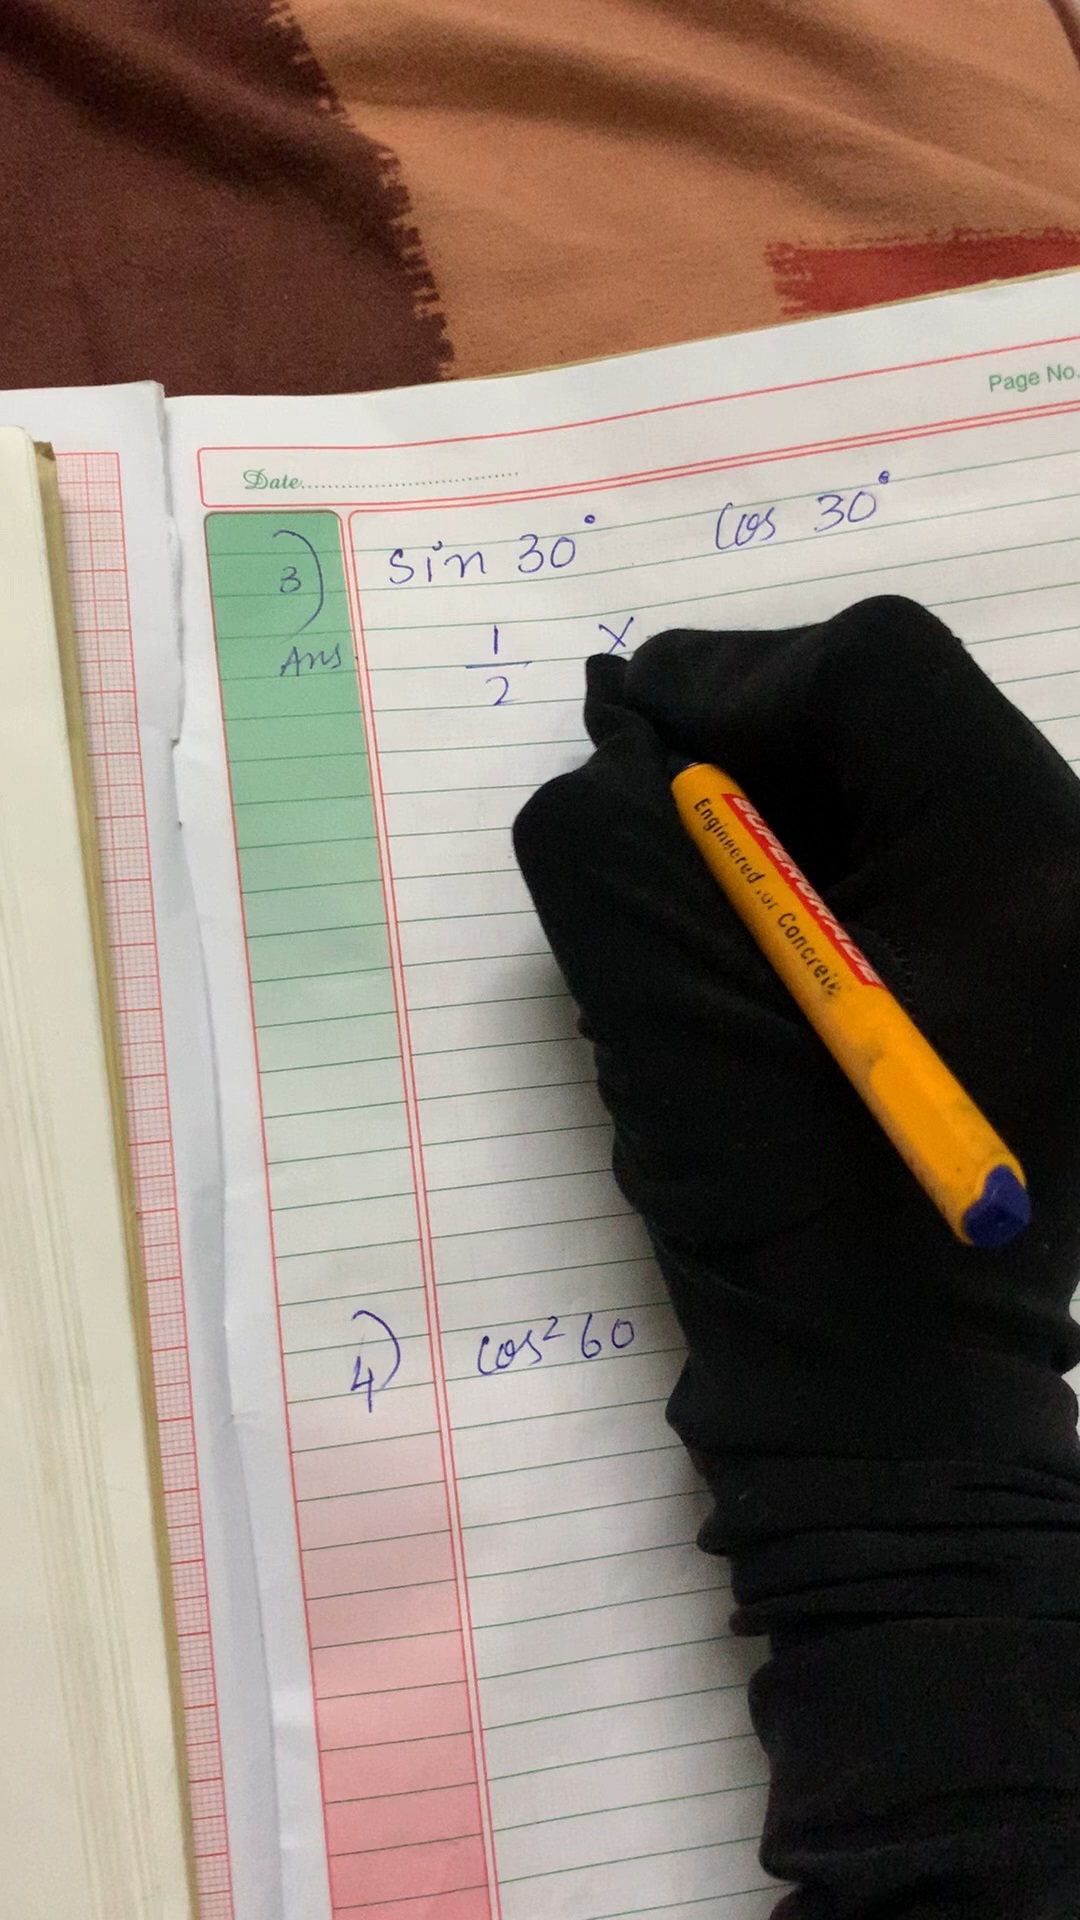 Page No.
Date
3) sin 30° cos 30°
Ans 1/2 ×
Engineered for Concrete
4) cos² 60